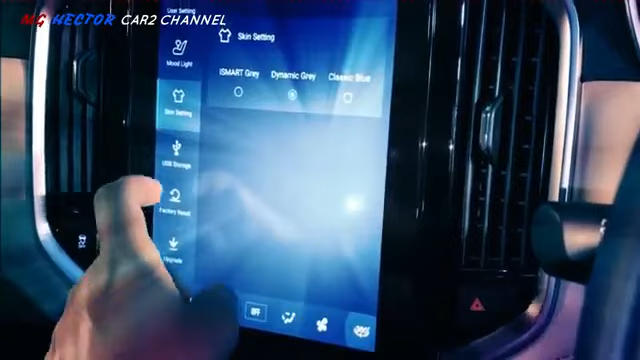 MG HECTOR CAR2 CHANNEL
User Setting
Skin Setting
Mood Light
iSMART Grey Dynamic Grey Classic Blue
Skin Setting
USB Storage
Factory Reset
Upgrade
OFF